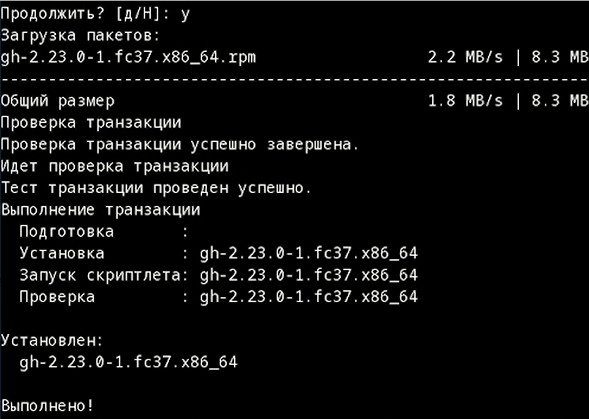 Продолжить? [д/Н]: y
Загрузка пакетов:
gh-2.23.0-1.fc37.x86_64.rpm 2.2 MB/s | 8.3 MB
--------------------------------------------------------------------------------
Общий размер 1.8 MB/s | 8.3 MB
Проверка транзакции
Проверка транзакции успешно завершена.
Идет проверка транзакции
Тест транзакции проведен успешно.
Выполнение транзакции
  Подготовка       :
  Установка        : gh-2.23.0-1.fc37.x86_64
  Запуск скриптлета: gh-2.23.0-1.fc37.x86_64
  Проверка         : gh-2.23.0-1.fc37.x86_64

Установлен:
  gh-2.23.0-1.fc37.x86_64

Выполнено!